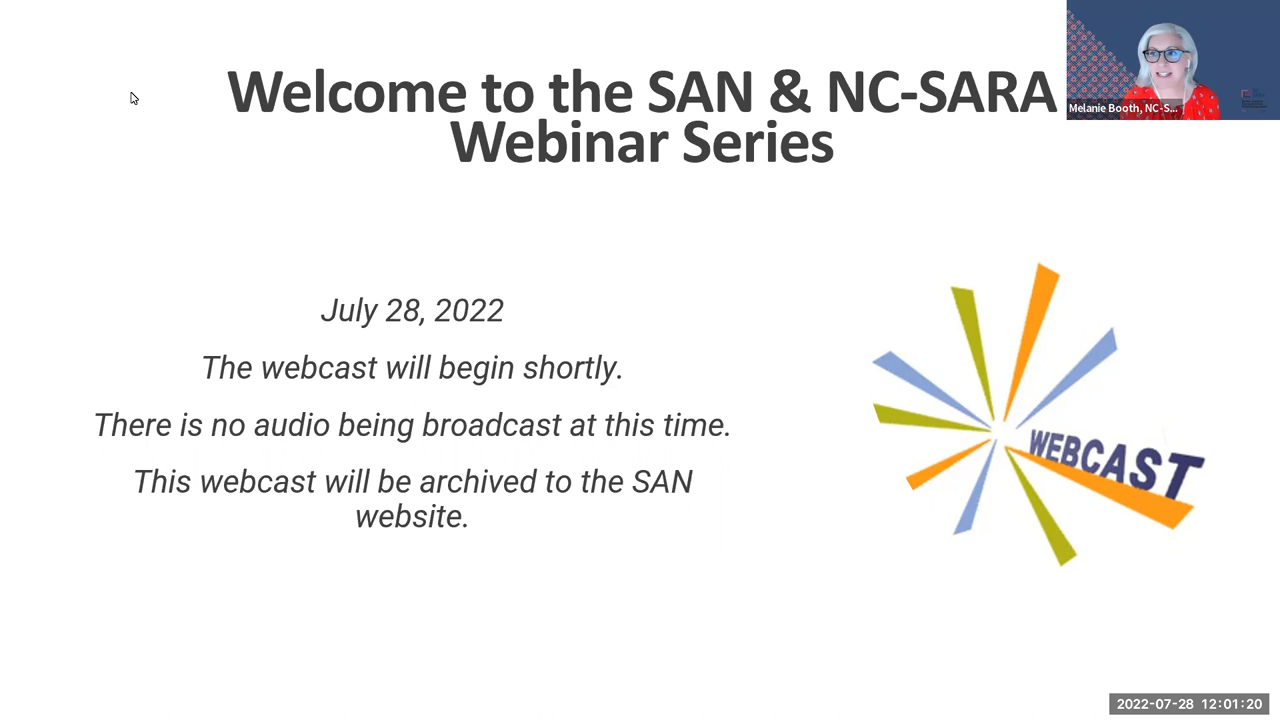 Welcome to the SAN & NC-SARA
Webinar Series
Melanie Booth, NC-S...
July 28, 2022
The webcast will begin shortly.
There is no audio being broadcast at this time.
This webcast will be archived to the SAN
website.
WEBCAST
2022-07-28 12:01:20